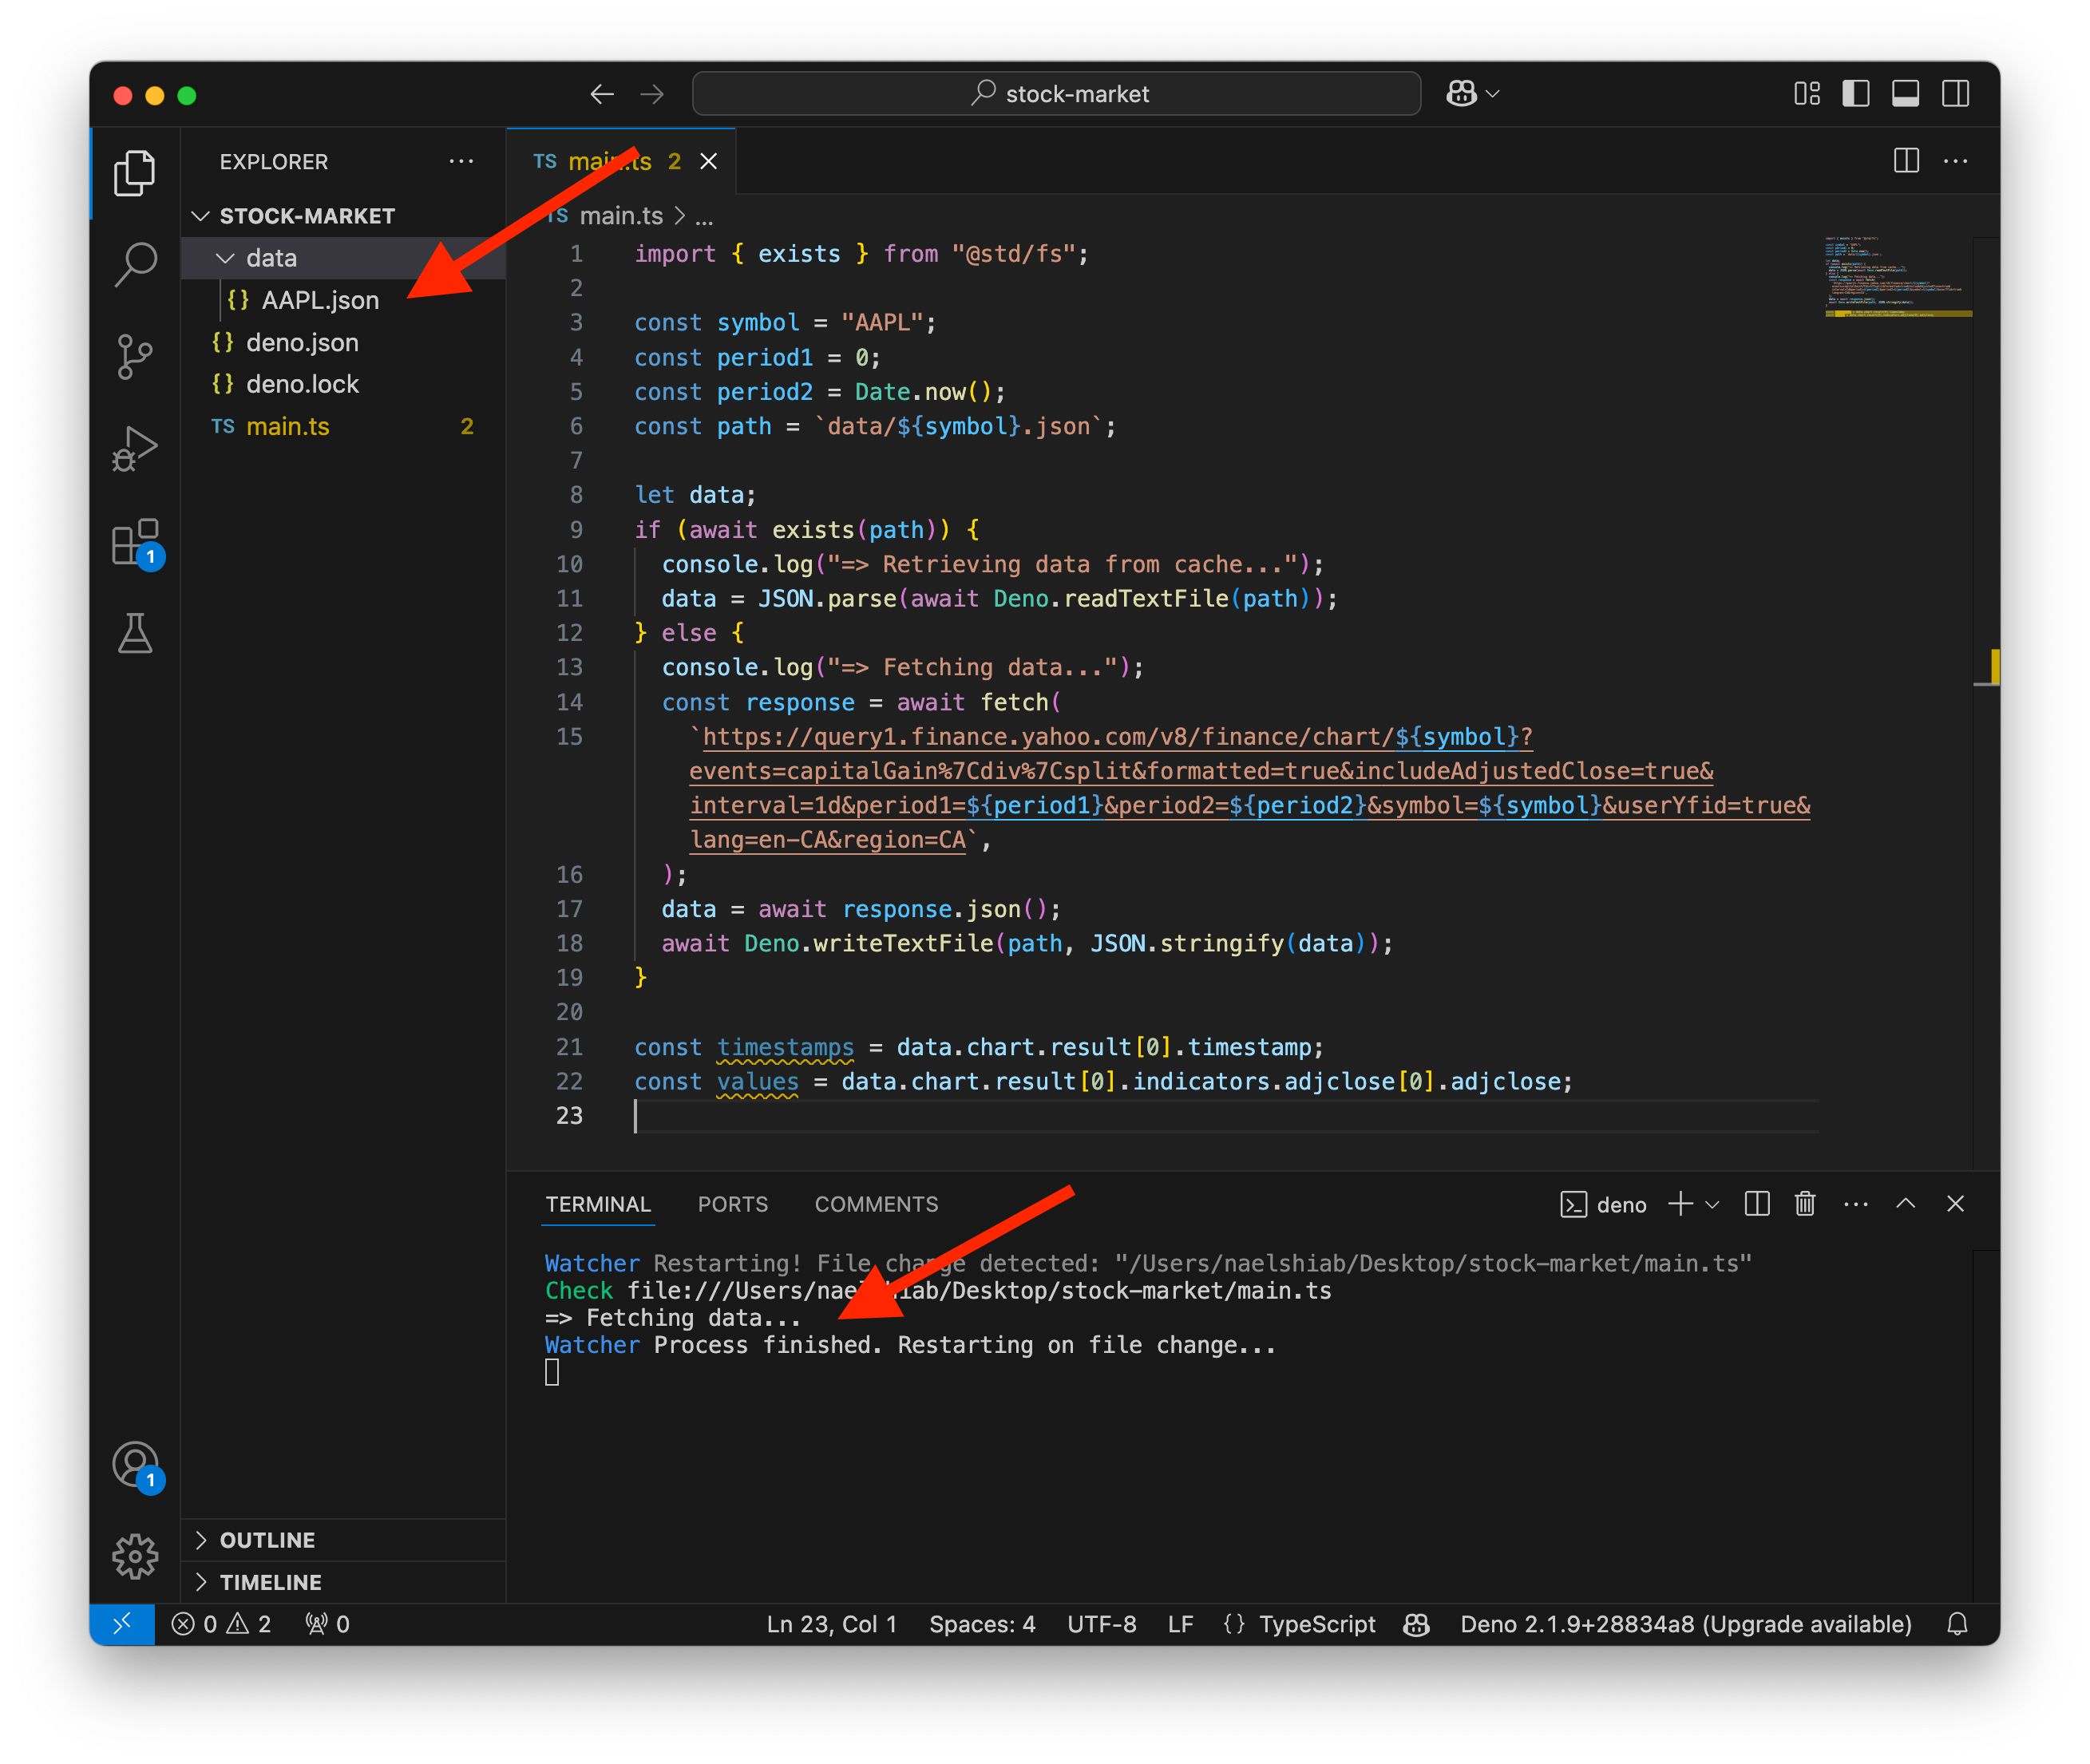 stock-market
EXPLORER
STOCK-MARKET
data
{} AAPL.json
{} deno.json
{} deno.lock
TS main.ts 2
1
1
OUTLINE
TIMELINE
TS main.ts 2
TS main.ts > ...
1 import { exists } from "@std/fs";
2
3 const symbol = "AAPL";
4 const period1 = 0;
5 const period2 = Date.now();
6 const path = `data/${symbol}.json`;
7
8 let data;
9 if (await exists(path)) {
10 console.log("=> Retrieving data from cache...");
11 data = JSON.parse(await Deno.readTextFile(path));
12 } else {
13 console.log("=> Fetching data...");
14 const response = await fetch(
15 `https://query1.finance.yahoo.com/v8/finance/chart/${symbol}?
events=capitalGain%7Cdiv%7Csplit&formatted=true&includeAdjustedClose=true&
interval=1d&period1=${period1}&period2=${period2}&symbol=${symbol}&userYfid=true&
lang=en-CA&region=CA`,
16 );
17 data = await response.json();
18 await Deno.writeTextFile(path, JSON.stringify(data));
19 }
20
21 const timestamps = data.chart.result[0].timestamp;
22 const values = data.chart.result[0].indicators.adjclose[0].adjclose;
23
TERMINAL PORTS COMMENTS deno
Watcher Restarting! File change detected: "/Users/naelshiab/Desktop/stock-market/main.ts"
Check file:///Users/naelshiab/Desktop/stock-market/main.ts
=> Fetching data...
Watcher Process finished. Restarting on file change...
0 2 0 Ln 23, Col 1 Spaces: 4 UTF-8 LF {} TypeScript Deno 2.1.9+28834a8 (Upgrade available)